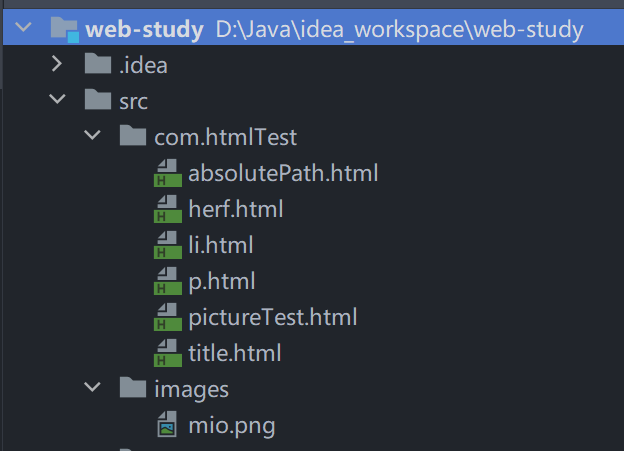 web-study D:\Java\idea_workspace\web-study
.idea
src
com.htmlTest
absolutePath.html
herf.html
li.html
p.html
pictureTest.html
title.html
images
mio.png